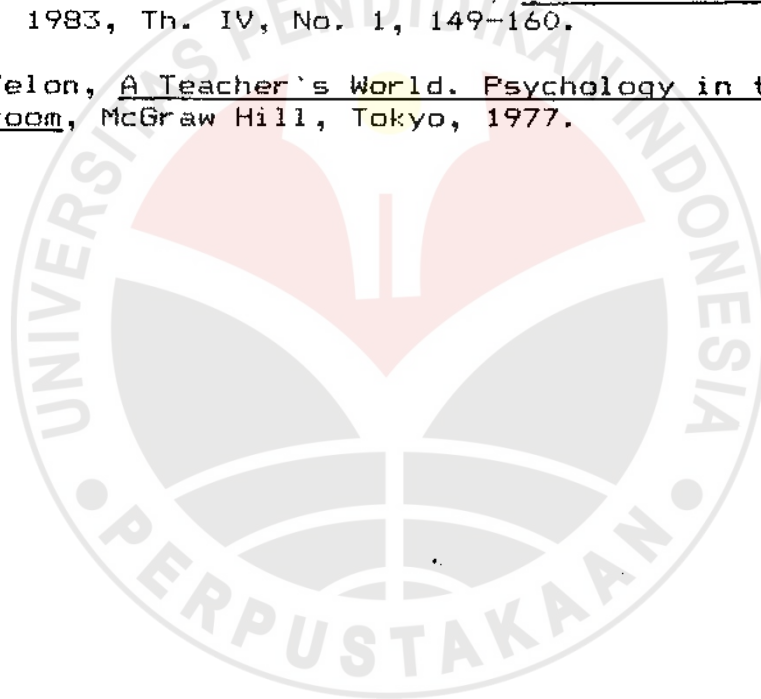 1983, Th. IV, No. 1, 149-160.
elon, A Teacher`s World. Psychology in t
room, McGraw Hill, Tokyo, 1977.
UNIVERSITAS PENDIDIKAN INDONESIA
PERPUSTAKAAN